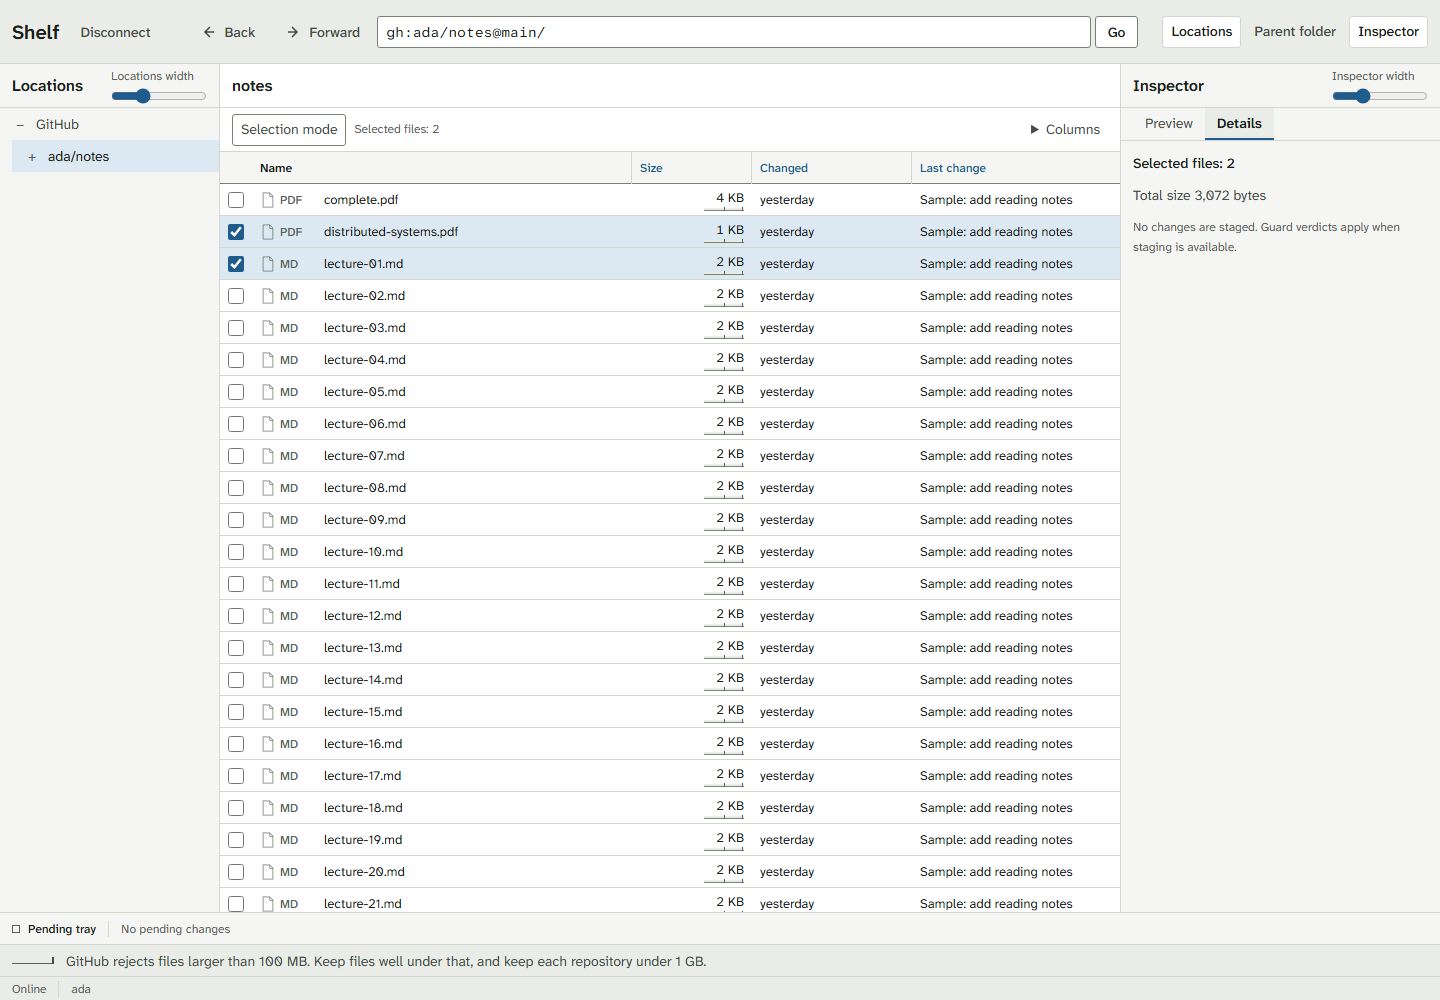 Shelf Disconnect Back Forward gh:ada/notes@main/ Go Locations Parent folder Inspector
Locations Locations width
− GitHub
+ ada/notes
notes
Selection mode Selected files: 2 Columns
Name Size Changed Last change
PDF complete.pdf 4 KB yesterday Sample: add reading notes
PDF distributed-systems.pdf 1 KB yesterday Sample: add reading notes
MD lecture-01.md 2 KB yesterday Sample: add reading notes
MD lecture-02.md 2 KB yesterday Sample: add reading notes
MD lecture-03.md 2 KB yesterday Sample: add reading notes
MD lecture-04.md 2 KB yesterday Sample: add reading notes
MD lecture-05.md 2 KB yesterday Sample: add reading notes
MD lecture-06.md 2 KB yesterday Sample: add reading notes
MD lecture-07.md 2 KB yesterday Sample: add reading notes
MD lecture-08.md 2 KB yesterday Sample: add reading notes
MD lecture-09.md 2 KB yesterday Sample: add reading notes
MD lecture-10.md 2 KB yesterday Sample: add reading notes
MD lecture-11.md 2 KB yesterday Sample: add reading notes
MD lecture-12.md 2 KB yesterday Sample: add reading notes
MD lecture-13.md 2 KB yesterday Sample: add reading notes
MD lecture-14.md 2 KB yesterday Sample: add reading notes
MD lecture-15.md 2 KB yesterday Sample: add reading notes
MD lecture-16.md 2 KB yesterday Sample: add reading notes
MD lecture-17.md 2 KB yesterday Sample: add reading notes
MD lecture-18.md 2 KB yesterday Sample: add reading notes
MD lecture-19.md 2 KB yesterday Sample: add reading notes
MD lecture-20.md 2 KB yesterday Sample: add reading notes
MD lecture-21.md 2 KB yesterday Sample: add reading notes
Inspector Inspector width
Preview Details
Selected files: 2
Total size 3,072 bytes
No changes are staged. Guard verdicts apply when
staging is available.
Pending tray No pending changes
GitHub rejects files larger than 100 MB. Keep files well under that, and keep each repository under 1 GB.
Online ada